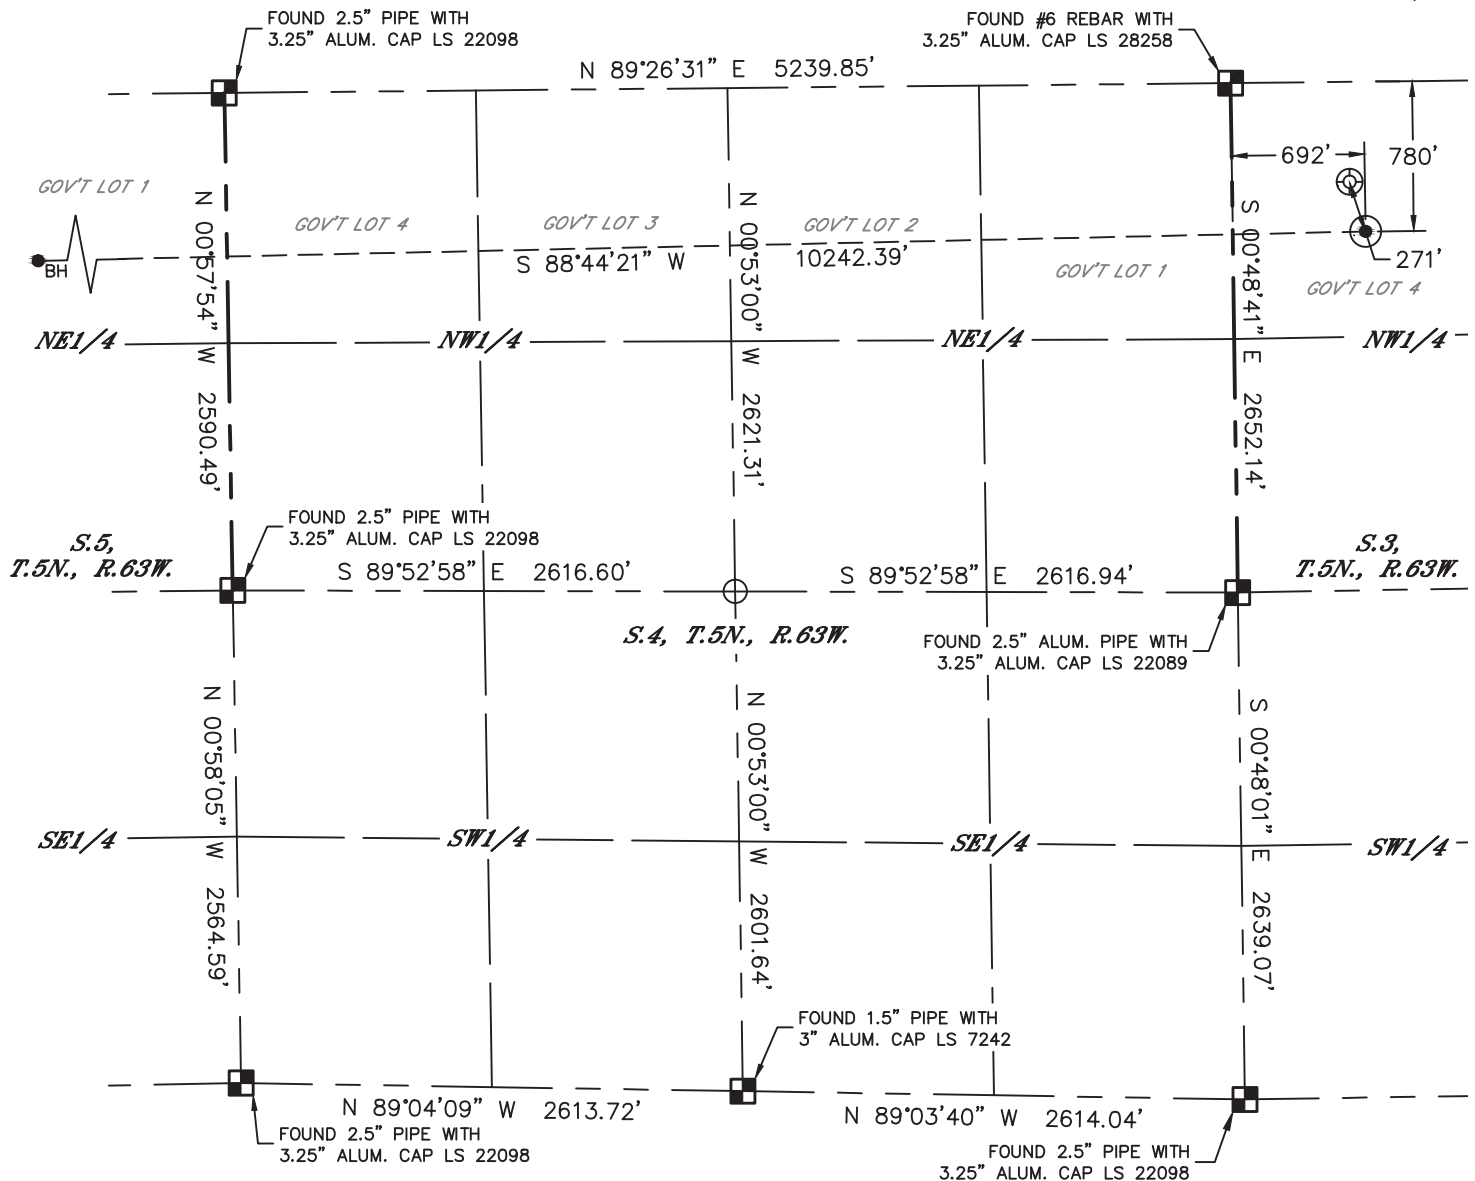 FOUND 2.5" PIPE WITH
3.25" ALUM. CAP LS 22098
FOUND #6 REBAR WITH
3.25" ALUM. CAP LS 28258
N 89°26'31" E 5239.85'
692'
780'
GOV'T LOT 1
GOV'T LOT 4
GOV'T LOT 3
GOV'T LOT 2
GOV'T LOT 1
GOV'T LOT 4
BH
S 88°44'21" W 10242.39'
271'
N 00°57'54" W 2590.49'
N 00°53'00" W 2621.31'
S 00°48'41" E 2652.14'
NE1/4
NW1/4
NE1/4
NW1/4
FOUND 2.5" PIPE WITH
3.25" ALUM. CAP LS 22098
S.5,
T.5N., R.63W.
S 89°52'58" E 2616.60'
S 89°52'58" E 2616.94'
S.3,
T.5N., R.63W.
S.4, T.5N., R.63W.
FOUND 2.5" ALUM. PIPE WITH
3.25" ALUM. CAP LS 22089
N 00°58'05" W 2564.59'
N 00°53'00" W 2601.64'
S 00°48'01" E 2639.07'
SE1/4
SW1/4
SE1/4
SW1/4
FOUND 1.5" PIPE WITH
3" ALUM. CAP LS 7242
N 89°04'09" W 2613.72'
N 89°03'40" W 2614.04'
FOUND 2.5" PIPE WITH
3.25" ALUM. CAP LS 22098
FOUND 2.5" PIPE WITH
3.25" ALUM. CAP LS 22098